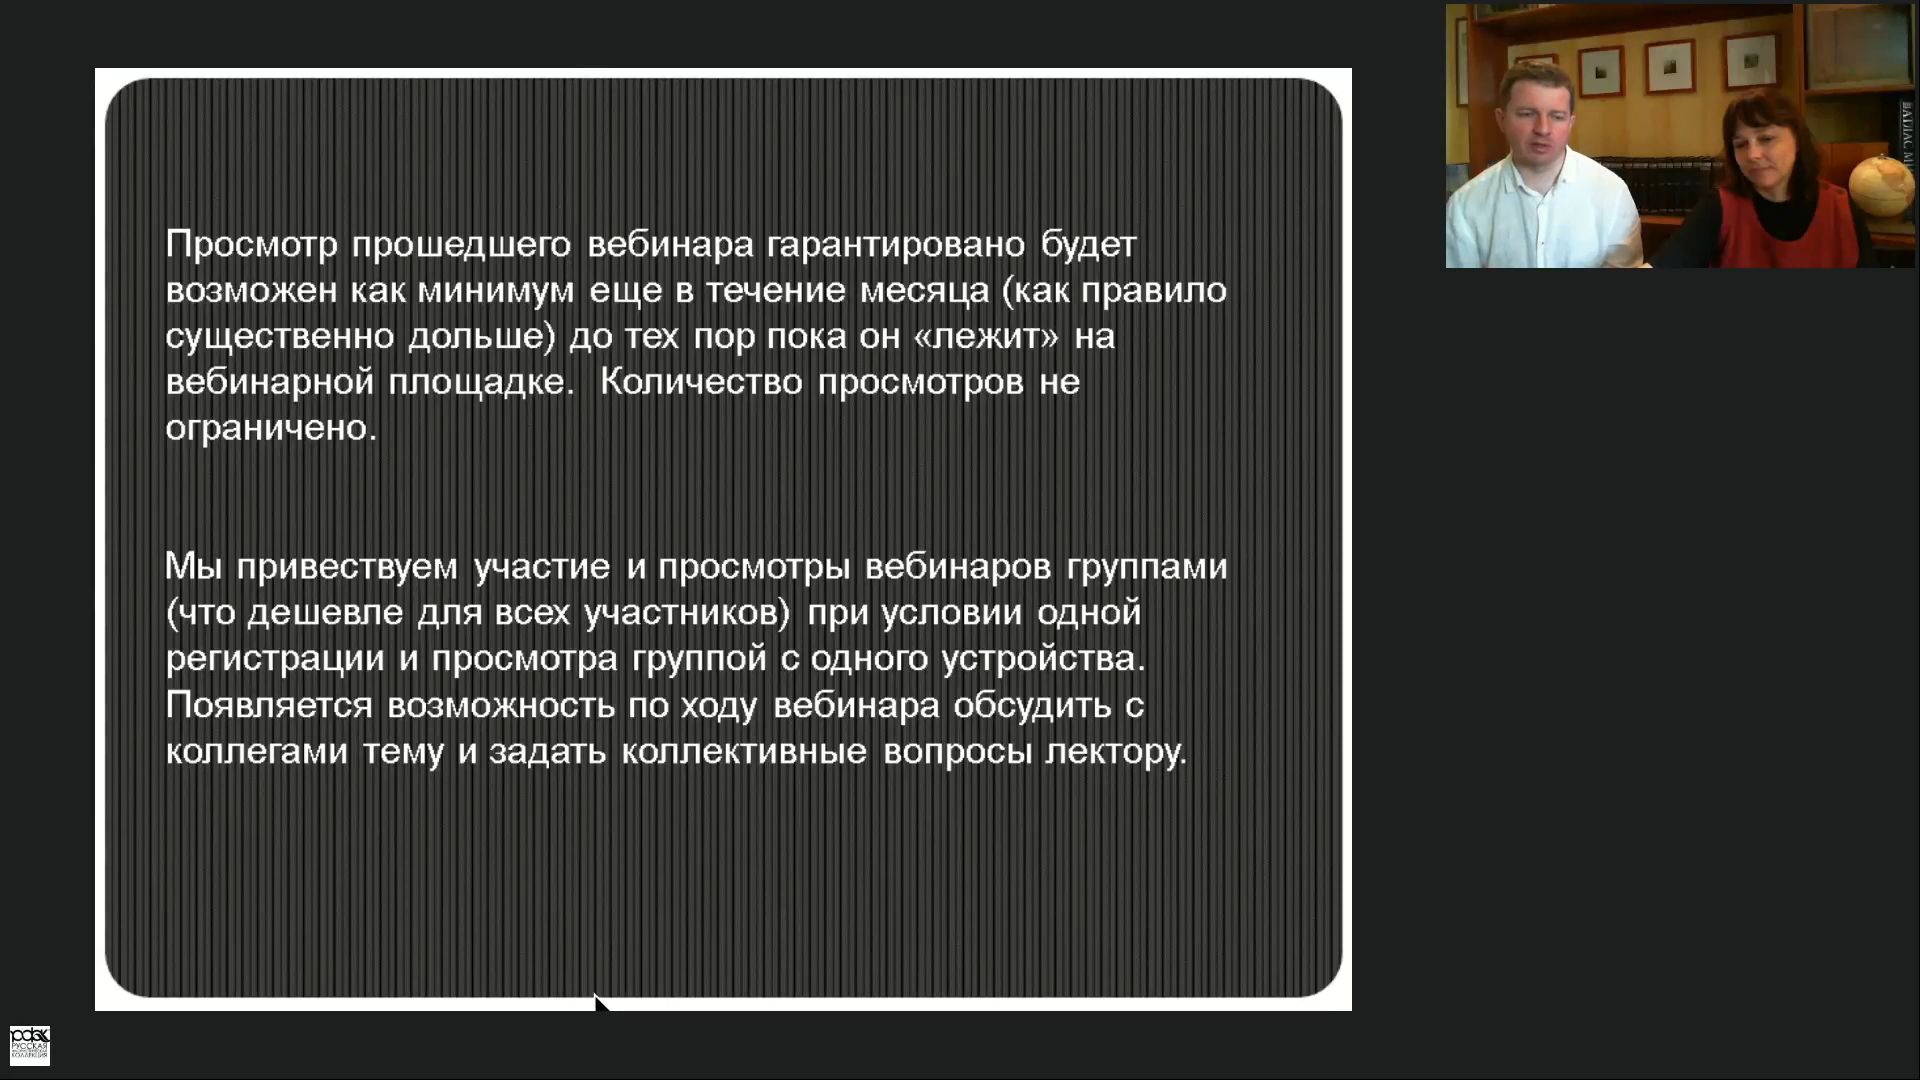 Просмотр прошедшего вебинара гарантировано будет
возможен как минимум еще в течение месяца (как правило
существенно дольше) до тех пор пока он «лежит» на
вебинарной площадке.  Количество просмотров не
ограничено.
Мы привествуем участие и просмотры вебинаров группами
(что дешевле для всех участников) при условии одной
регистрации и просмотра группой с одного устройства.
Появляется возможность по ходу вебинара обсудить с
коллегами тему и задать коллективные вопросы лектору.
РУССКАЯ
КОЛЛЕКЦИЯ